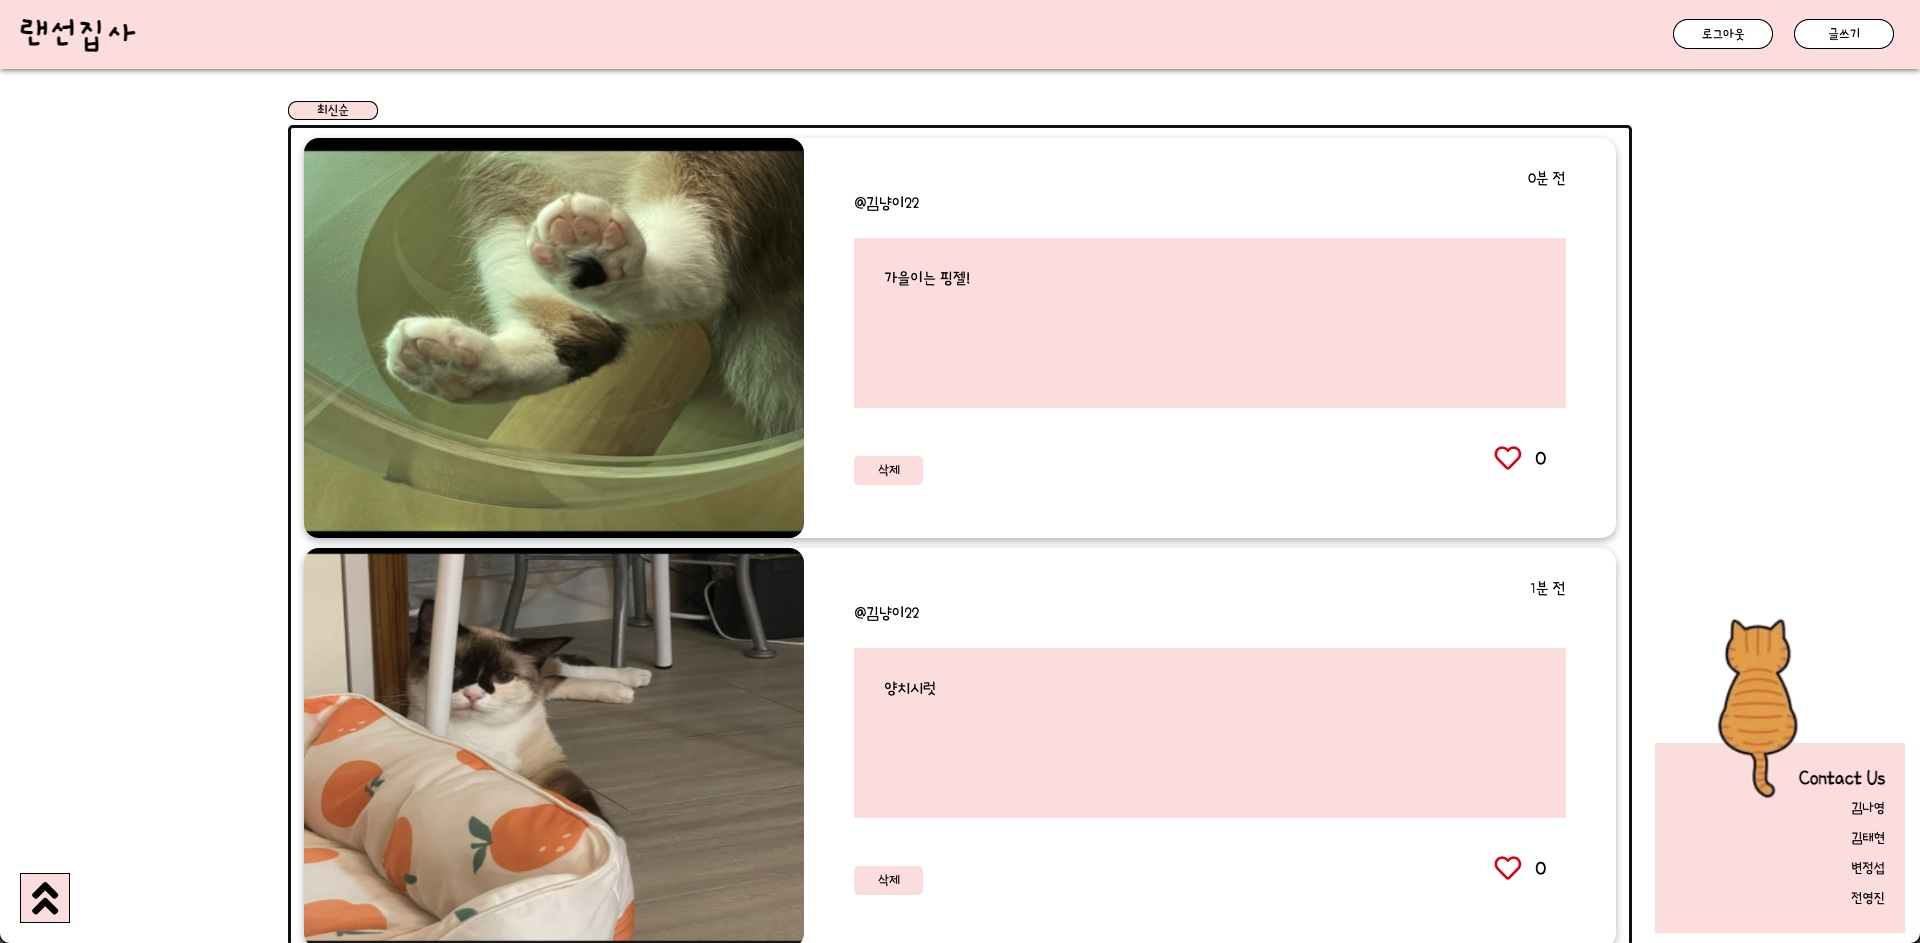 랜선집사
로그아웃
글쓰기
최신순
0분 전
@김냥이22
가을이는 핑젤!
삭제
0
1분 전
@김냥이22
양치시럿
삭제
0
Contact Us
김나영
김태현
변정섭
전영진